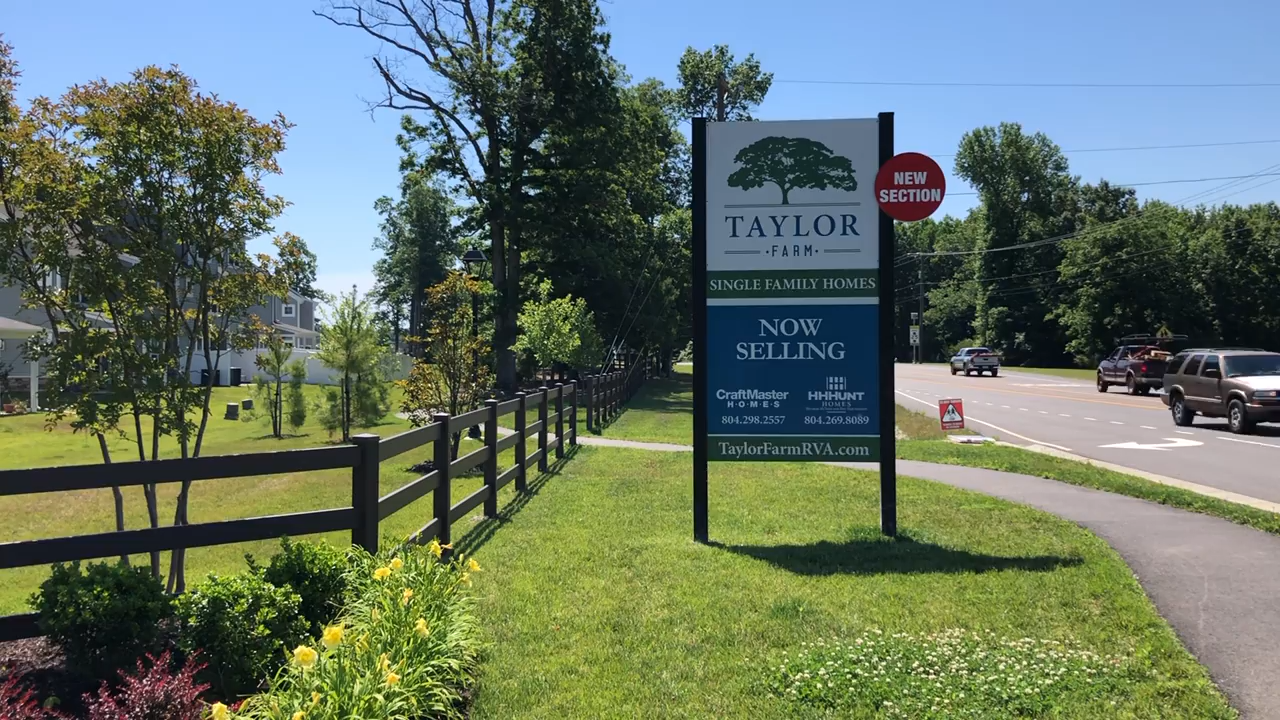 TAYLOR
·FARM·
NEW
SECTION
SINGLE FAMILY HOMES
NOW
SELLING
CraftMaster
HOMES
804.298.2557
HHHUNT
HOMES
804.269.8089
TaylorFarmRVA.com